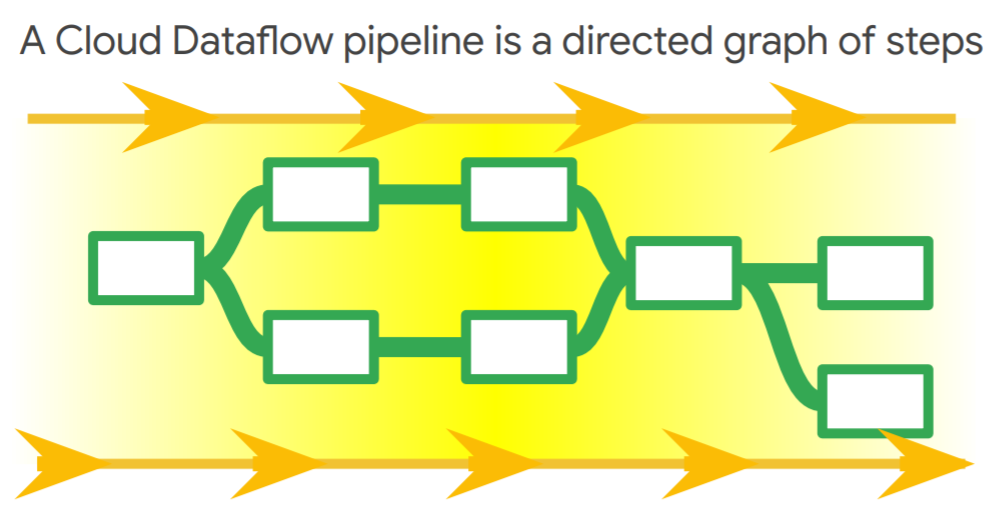 A Cloud Dataflow pipeline is a directed graph of steps